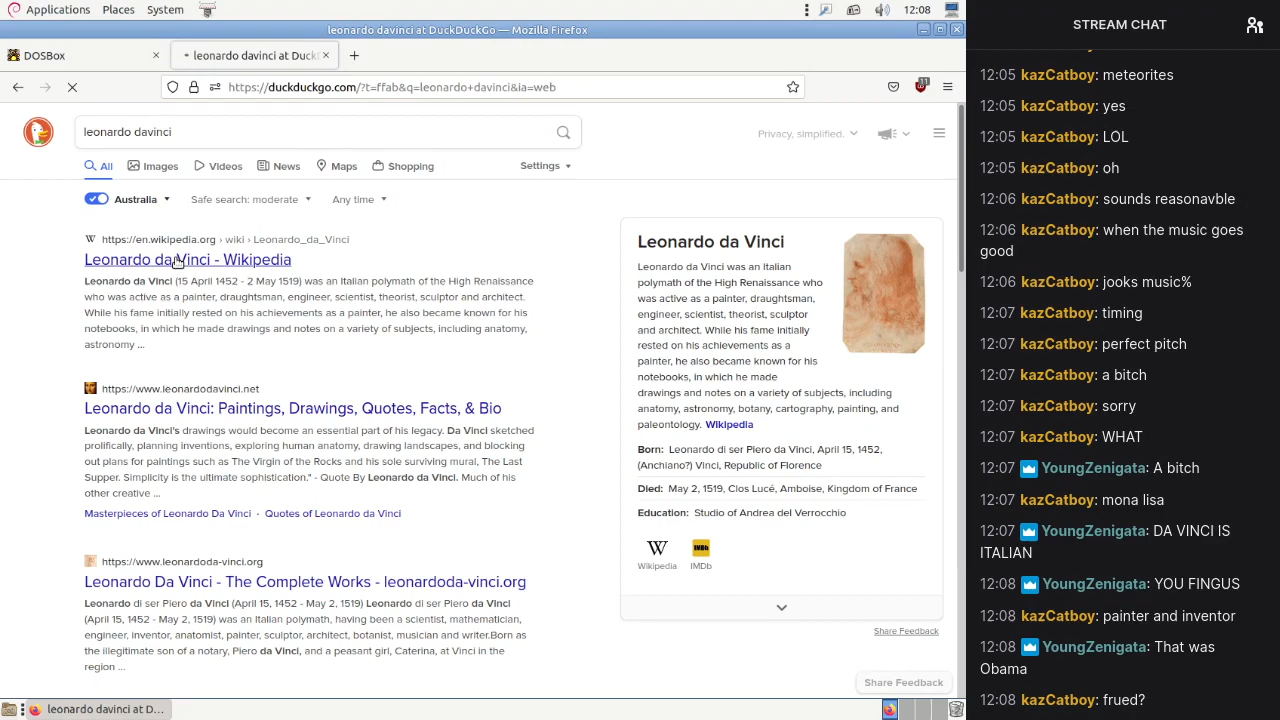 Applications Places System 12:08
leonardo davinci at DuckDuckGo — Mozilla Firefox
DOSBox
leonardo davinci at Duck
https://duckduckgo.com/?t=ffab&q=leonardo+davinci&ia=web
11
leonardo davinci
Privacy, simplified.
All Images Videos News Maps Shopping Settings
Australia Safe search: moderate Any time
https://en.wikipedia.org › wiki › Leonardo_da_Vinci
Leonardo da Vinci - Wikipedia
Leonardo da Vinci (15 April 1452 - 2 May 1519) was an Italian polymath of the High Renaissance
who was active as a painter, draughtsman, engineer, scientist, theorist, sculptor and architect.
While his fame initially rested on his achievements as a painter, he also became known for his
notebooks, in which he made drawings and notes on a variety of subjects, including anatomy,
astronomy ...
https://www.leonardodavinci.net
Leonardo da Vinci: Paintings, Drawings, Quotes, Facts, & Bio
Leonardo da Vinci's drawings would become an essential part of his legacy. Da Vinci sketched
prolifically, planning inventions, exploring human anatomy, drawing landscapes, and blocking
out plans for paintings such as The Virgin of the Rocks and his sole surviving mural, The Last
Supper. Simplicity is the ultimate sophistication." - Quote By Leonardo da Vinci. Much of his
other creative ...
Masterpieces of Leonardo Da Vinci · Quotes of Leonardo da Vinci
https://www.leonardoda-vinci.org
Leonardo Da Vinci - The Complete Works - leonardoda-vinci.org
Leonardo di ser Piero da Vinci (April 15, 1452 - May 2, 1519) Leonardo di ser Piero da Vinci
(April 15, 1452 - May 2, 1519) was an Italian polymath, having been a scientist, mathematician,
engineer, inventor, anatomist, painter, sculptor, architect, botanist, musician and writer.Born as
the illegitimate son of a notary, Piero da Vinci, and a peasant girl, Caterina, at Vinci in the
region ...
Leonardo da Vinci
Leonardo da Vinci was an Italian
polymath of the High Renaissance who
was active as a painter, draughtsman,
engineer, scientist, theorist, sculptor
and architect. While his fame initially
rested on his achievements as a
painter, he also became known for his
notebooks, in which he made
drawings and notes on a variety of subjects, including
anatomy, astronomy, botany, cartography, painting, and
paleontology. Wikipedia
Born: Leonardo di ser Piero da Vinci, April 15, 1452,
(Anchiano?) Vinci, Republic of Florence
Died: May 2, 1519, Clos Lucé, Amboise, Kingdom of France
Education: Studio of Andrea del Verrocchio
W IMDb
Wikipedia IMDb
Share Feedback
Share Feedback
leonardo davinci at D...
STREAM CHAT
12:05 kazCatboy: meteorites
12:05 kazCatboy: yes
12:05 kazCatboy: LOL
12:05 kazCatboy: oh
12:06 kazCatboy: sounds reasonavble
12:06 kazCatboy: when the music goes
good
12:06 kazCatboy: jooks music%
12:07 kazCatboy: timing
12:07 kazCatboy: perfect pitch
12:07 kazCatboy: a bitch
12:07 kazCatboy: sorry
12:07 kazCatboy: WHAT
12:07 YoungZenigata: A bitch
12:07 kazCatboy: mona lisa
12:07 YoungZenigata: DA VINCI IS
ITALIAN
12:08 YoungZenigata: YOU FINGUS
12:08 kazCatboy: painter and inventor
12:08 YoungZenigata: That was
Obama
12:08 kazCatboy: frued?